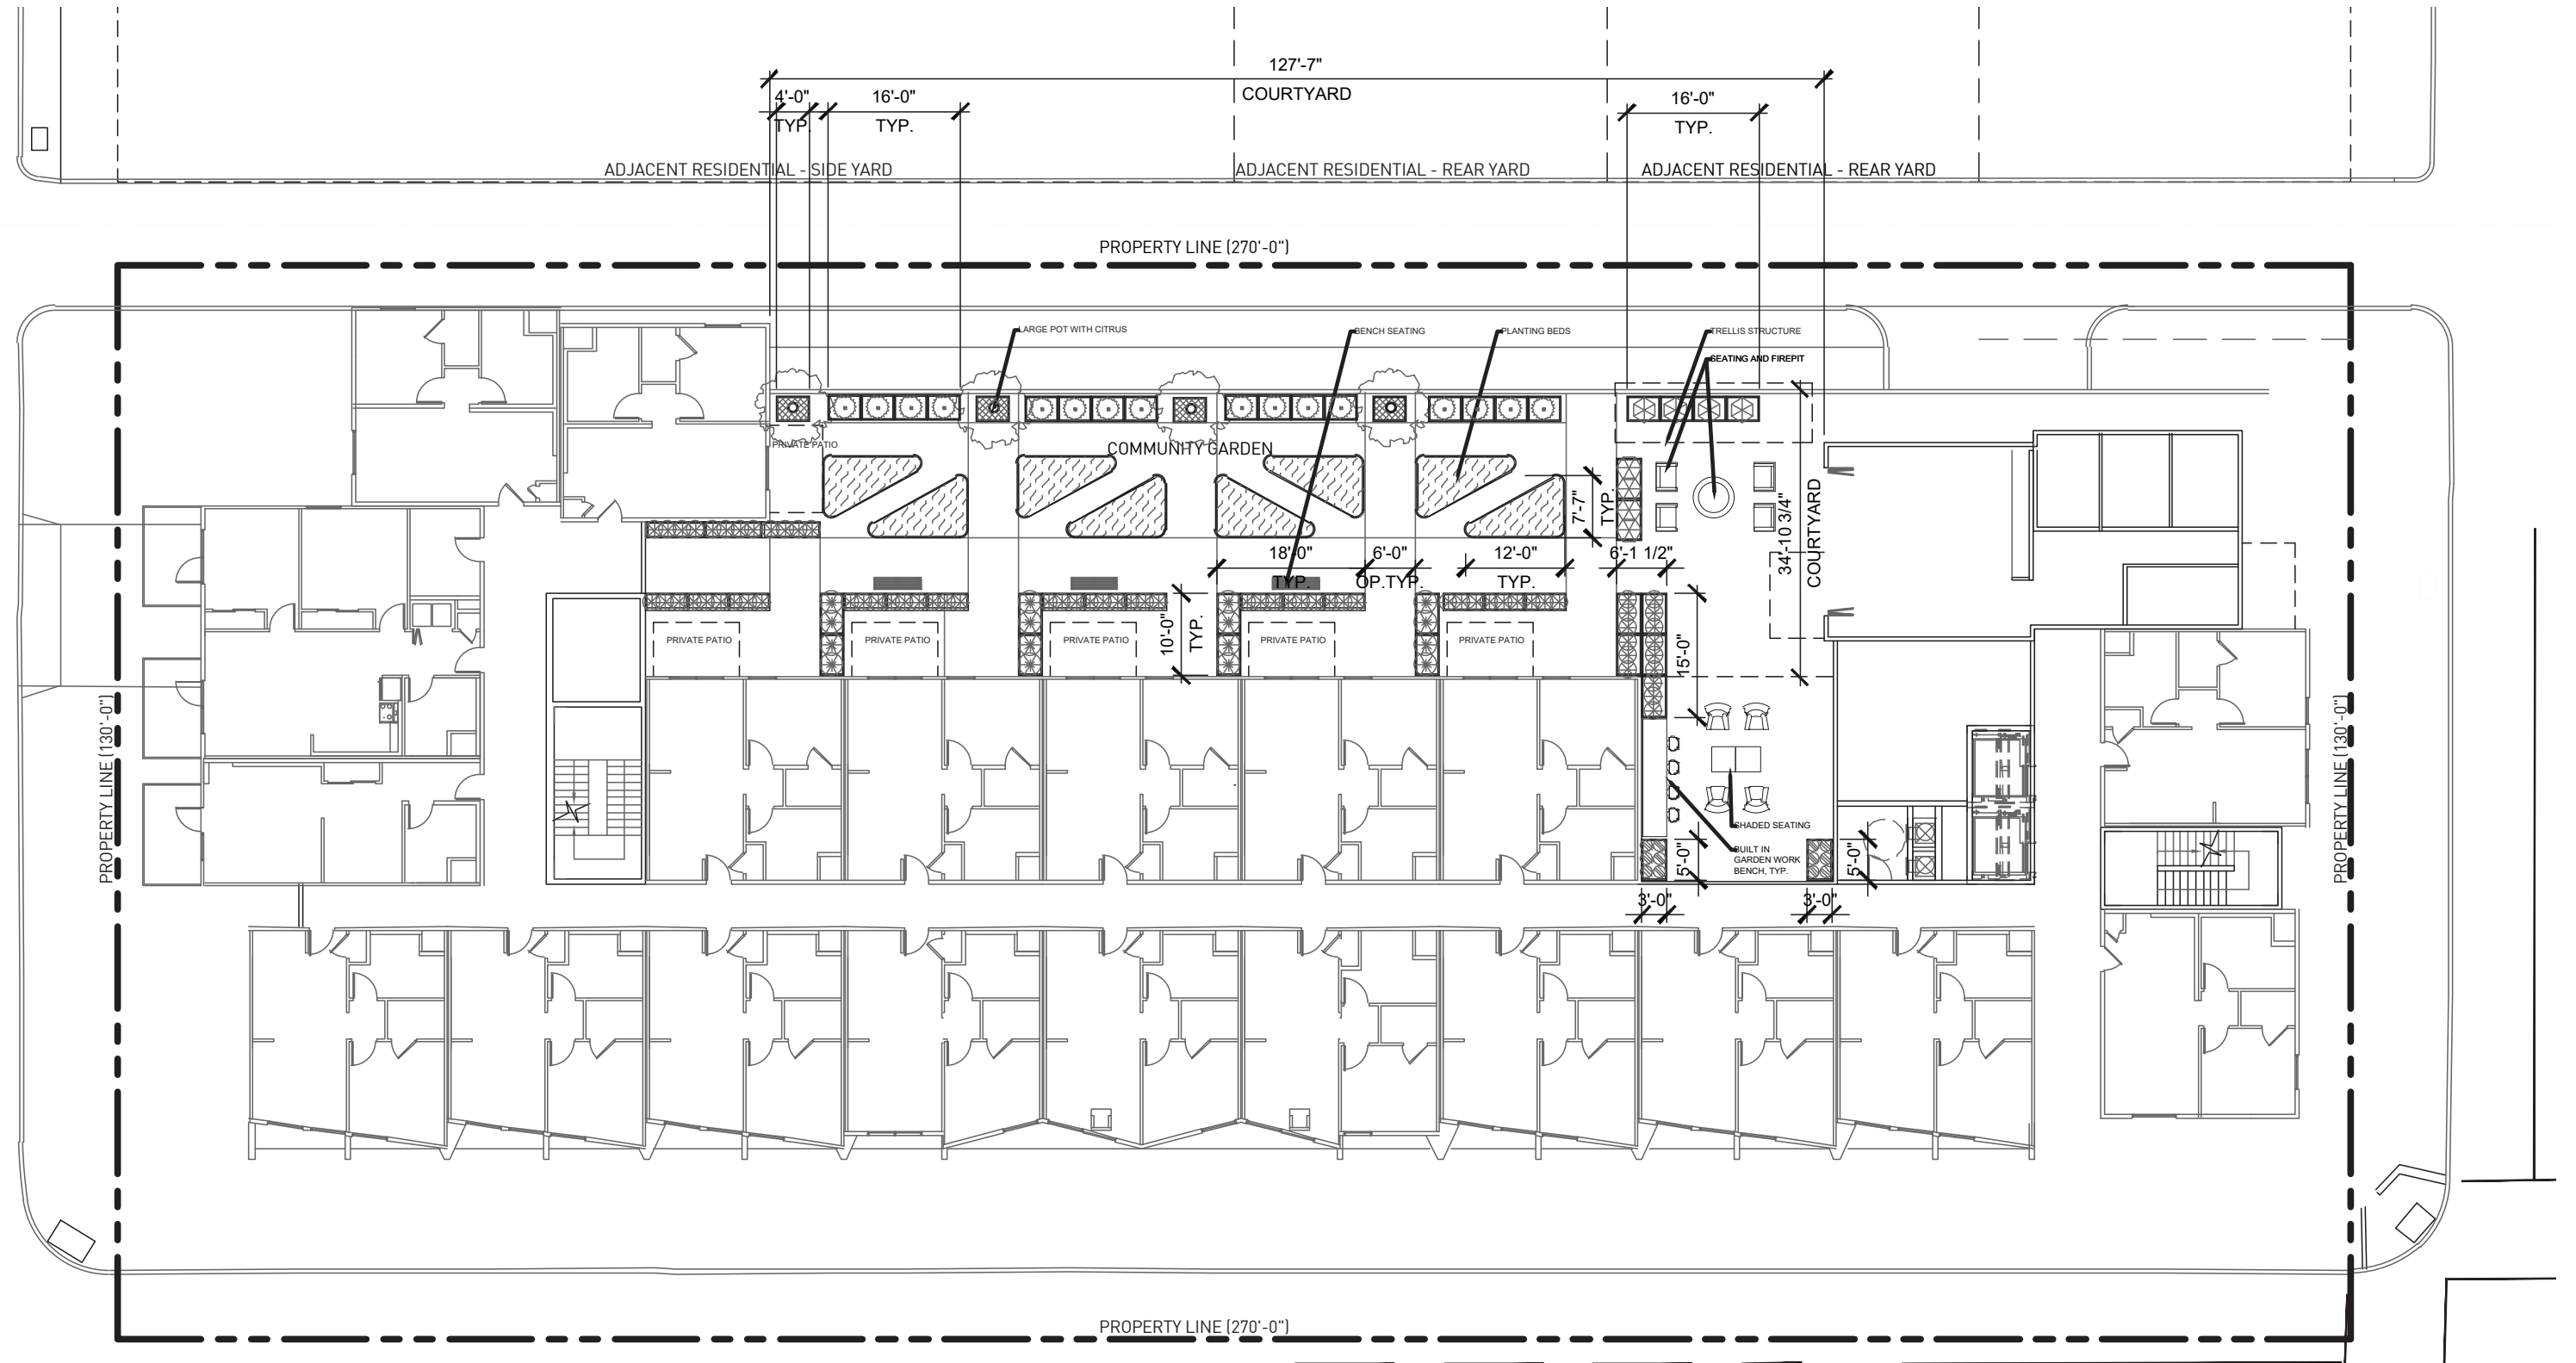 127'-7"
COURTYARD
4'-0"
TYP.
16'-0"
TYP.
16'-0"
TYP.
ADJACENT RESIDENTIAL - SIDE YARD
ADJACENT RESIDENTIAL - REAR YARD
ADJACENT RESIDENTIAL - REAR YARD
PROPERTY LINE (270'-0")
LARGE POT WITH CITRUS
BENCH SEATING
PLANTING BEDS
TRELLIS STRUCTURE
SEATING AND FIREPIT
PRIVATE PATIO
COMMUNITY GARDEN
7'-7"
TYP.
34'-10 3/4"
COURTYARD
18'-0"
TYP.
6'-0"
OP.TYP.
12'-0"
TYP.
6'-1 1/2"
10'-0"
TYP.
15'-0"
PRIVATE PATIO
PRIVATE PATIO
PRIVATE PATIO
PRIVATE PATIO
PRIVATE PATIO
PROPERTY LINE (130'-0")
PROPERTY LINE (130'-0")
SHADED SEATING
BUILT IN
GARDEN WORK
BENCH, TYP.
5'-0"
5'-0"
3'-0"
3'-0"
PROPERTY LINE (270'-0")